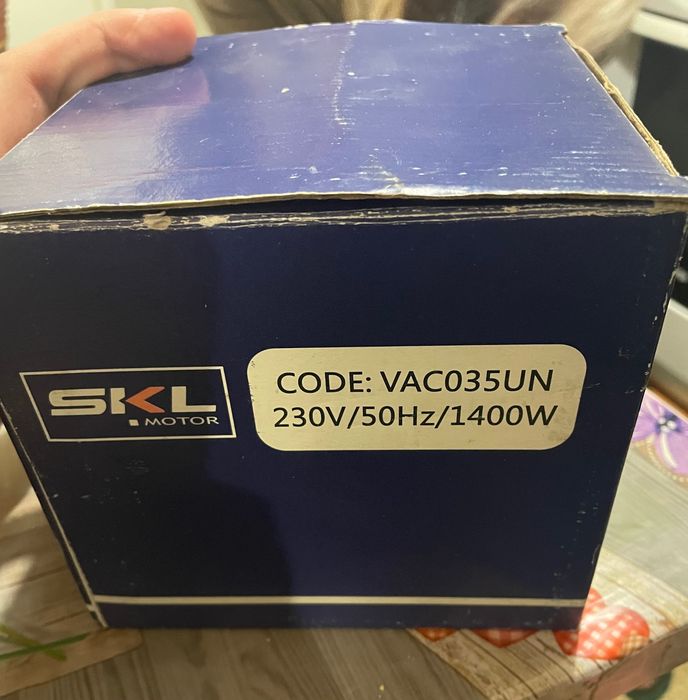 SKL
.MOTOR
CODE: VAC035UN
230V/50Hz/1400W